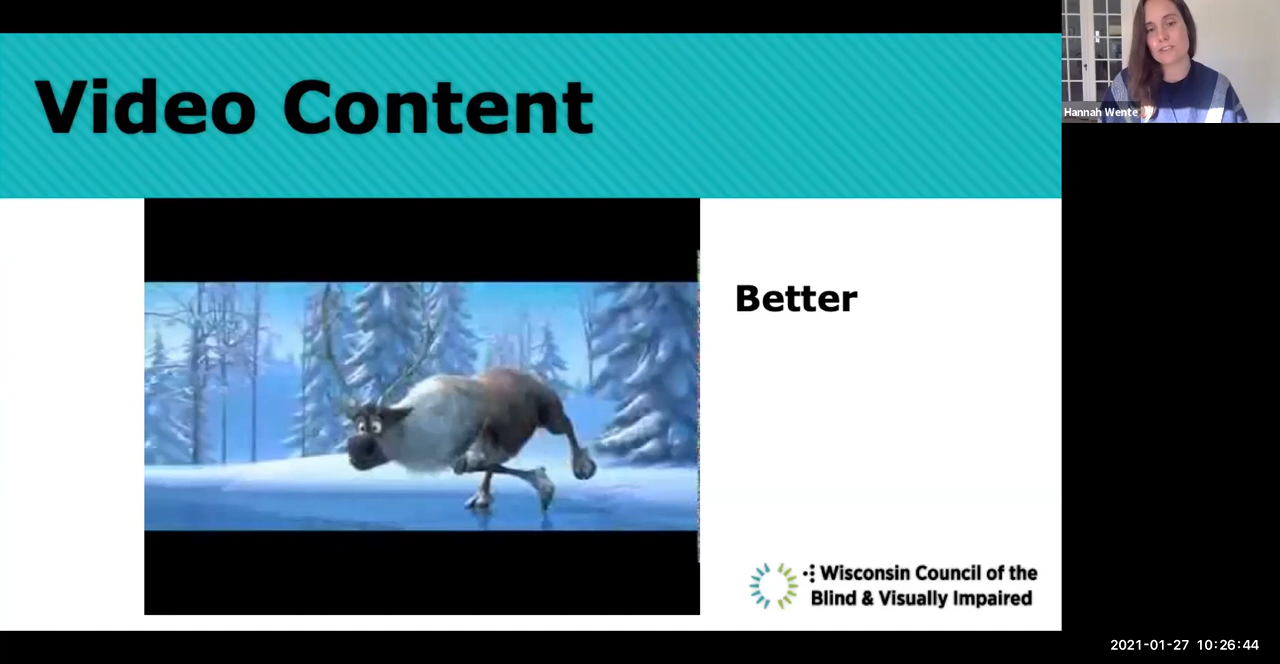 Video Content
Hannah Wente
Better
Wisconsin Council of the
Blind & Visually Impaired
2021-01-27 10:26:44